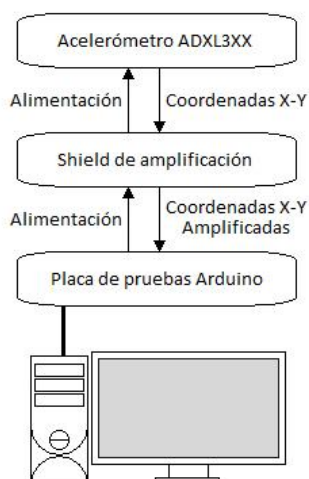 Acelerómetro ADXL3XX
Alimentación
Coordenadas X-Y
Shield de amplificación
Alimentación
Coordenadas X-Y
Amplificadas
Placa de pruebas Arduino